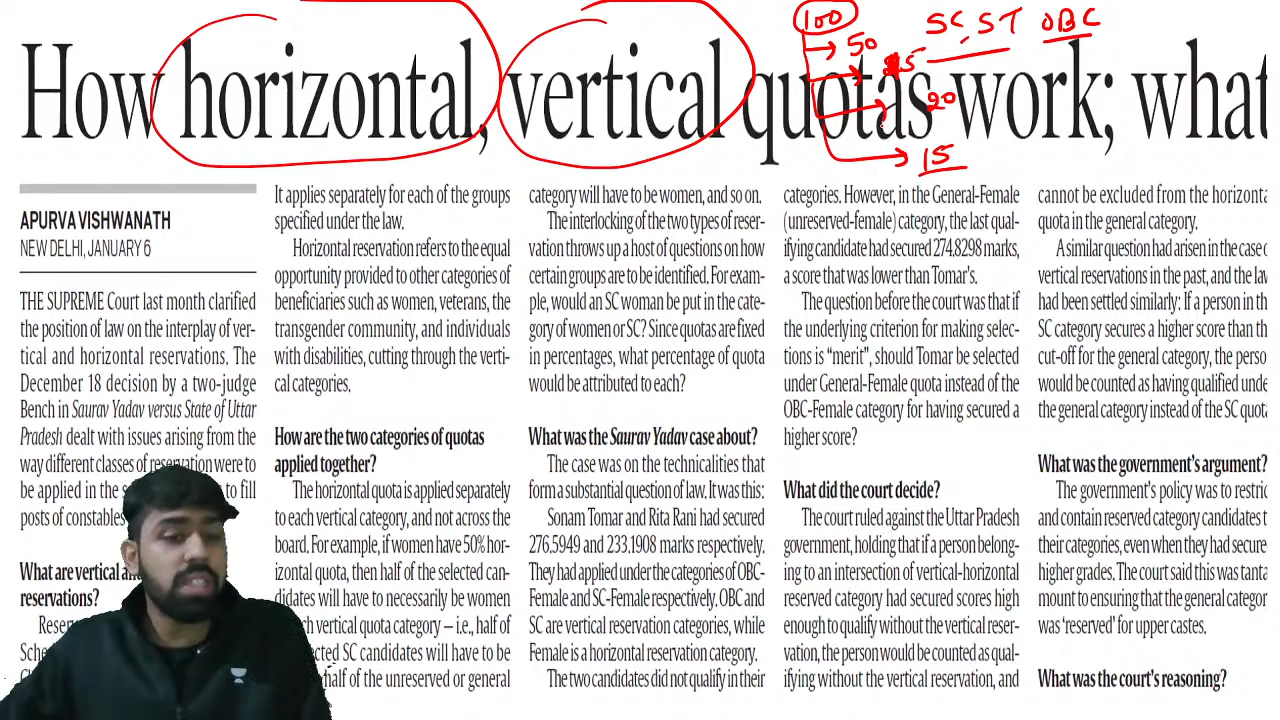 How horizontal, vertical quotas work; what
100
50
SC, ST OBC
20
15
APURVA VISHWANATH
NEW DELHI, JANUARY 6
THE SUPREME Court last month clarified
the position of law on the interplay of ver-
tical and horizontal reservations. The
December 18 decision by a two-judge
Bench in Saurav Yadav versus State of Uttar
Pradesh dealt with issues arising from the
way different classes of reservation were to
be applied in the to fill
posts of constables
What are vertical
reservations?
It applies separately for each of the groups
specified under the law.
Horizontal reservation refers to the equal
opportunity provided to other categories of
beneficiaries such as women, veterans, the
transgender community, and individuals
with disabilities, cutting through the verti-
cal categories.
How are the two categories of quotas
applied together?
The horizontal quota is applied separately
to each vertical category, and not across the
board. For example, if women have 50% hor-
izontal quota, then half of the selected can-
didates will have to necessarily be women
vertical quota category — i.e., half of
SC candidates will have to be
half of the unreserved or general
category will have to be women, and so on.
The interlocking of the two types of reser-
vation throws up a host of questions on how
certain groups are to be identified. For exam-
ple, would an SC woman be put in the cate-
gory of women or SC? Since quotas are fixed
in percentages, what percentage of quota
would be attributed to each?
What was the Saurav Yadav case about?
The case was on the technicalities that
form a substantial question of law. It was this:
Sonam Tomar and Rita Rani had secured
276.5949 and 233.1908 marks respectively.
They had applied under the categories of OBC-
Female and SC-Female respectively. OBC and
SC are vertical reservation categories, while
Female is a horizontal reservation category.
The two candidates did not qualify in their
categories. However, in the General-Female
(unreserved-female) category, the last qual-
ifying candidate had secured 274.8298 marks,
a score that was lower than Tomar's.
The question before the court was that if
the underlying criterion for making selec-
tions is “merit”, should Tomar be selected
under General-Female quota instead of the
OBC-Female category for having secured a
higher score?
What did the court decide?
The court ruled against the Uttar Pradesh
government, holding that if a person belong-
ing to an intersection of vertical-horizontal
reserved category had secured scores high
enough to qualify without the vertical reser-
vation, the person would be counted as qual-
ifying without the vertical reservation, and
cannot be excluded from the horizonta
quota in the general category.
A similar question had arisen in the case
vertical reservations in the past, and the law
had been settled similarly: If a person in th
SC category secures a higher score than th
cut-off for the general category, the perso
would be counted as having qualified unde
the general category instead of the SC quota
What was the government's argument?
The government's policy was to restric
and contain reserved category candidates t
their categories, even when they had secure
higher grades. The court said this was tanta
mount to ensuring that the general categor
was ‘reserved’ for upper castes.
What was the court's reasoning?